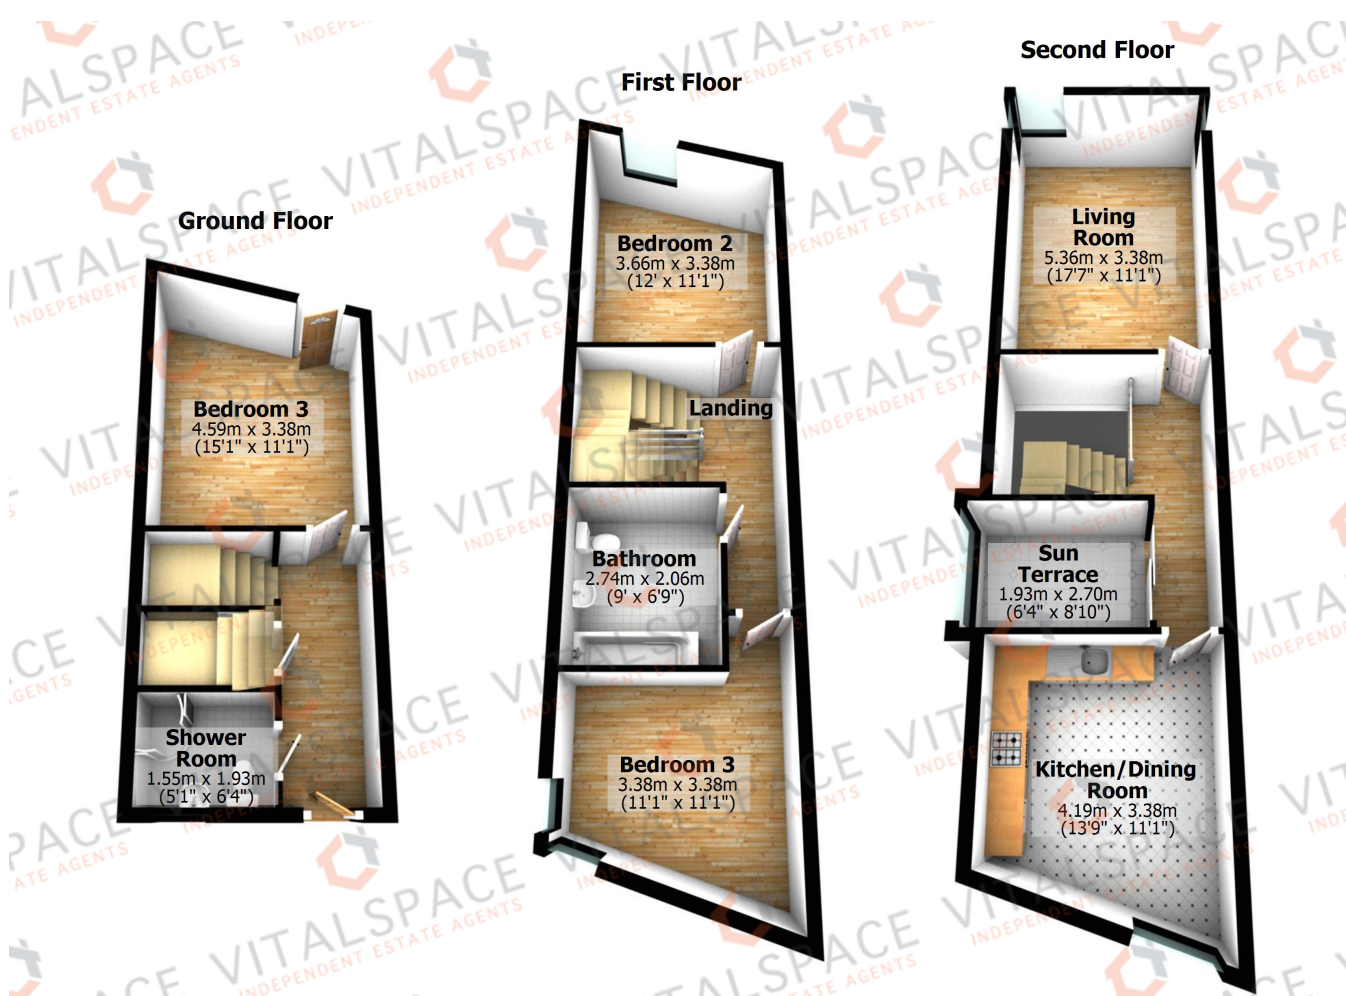 Ground Floor
Bedroom 3
4.59m x 3.38m
(15'1" x 11'1")
Shower
Room
1.55m x 1.93m
(5'1" x 6'4")
First Floor
Bedroom 2
3.66m x 3.38m
(12' x 11'1")
Landing
Bathroom
2.74m x 2.06m
(9' x 6'9")
Bedroom 3
3.38m x 3.38m
(11'1" x 11'1")
Second Floor
Living
Room
5.36m x 3.38m
(17'7" x 11'1")
Sun
Terrace
1.93m x 2.70m
(6'4" x 8'10")
Kitchen/Dining
Room
4.19m x 3.38m
(13'9" x 11'1")
VITALSPACE
INDEPENDENT ESTATE AGENTS